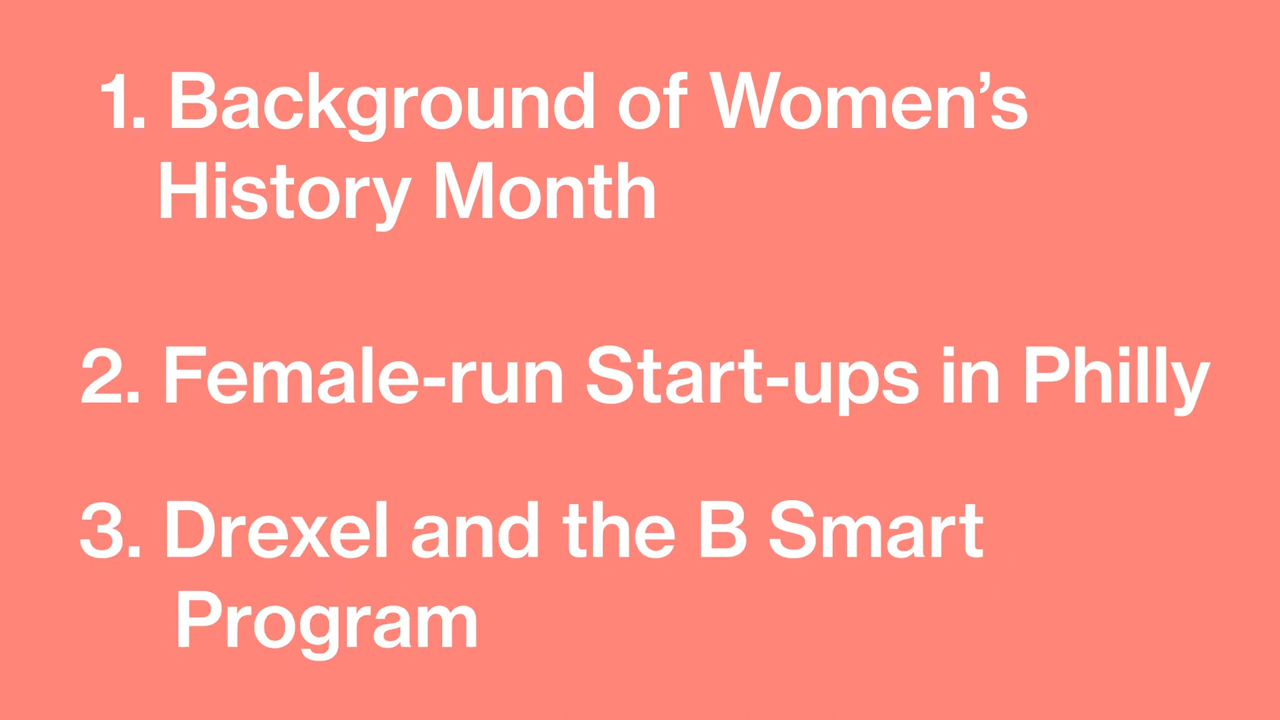 1. Background of Women’s
History Month
2. Female-run Start-ups in Philly
3. Drexel and the B Smart
Program